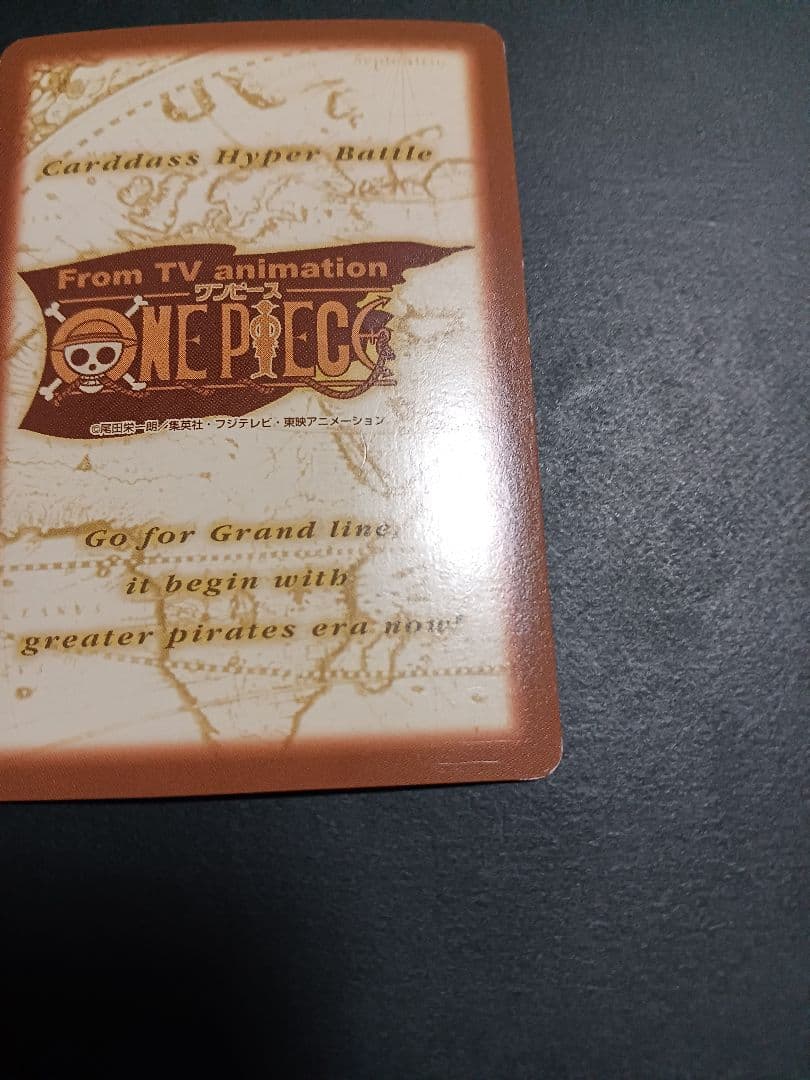 Carddass Hyper Battle
From TV animation
ワンピース
ONE PIECE
©尾田栄一郎/集英社・フジテレビ・東映アニメーション
Go for Grand line,
it begin with
greater pirates era now!